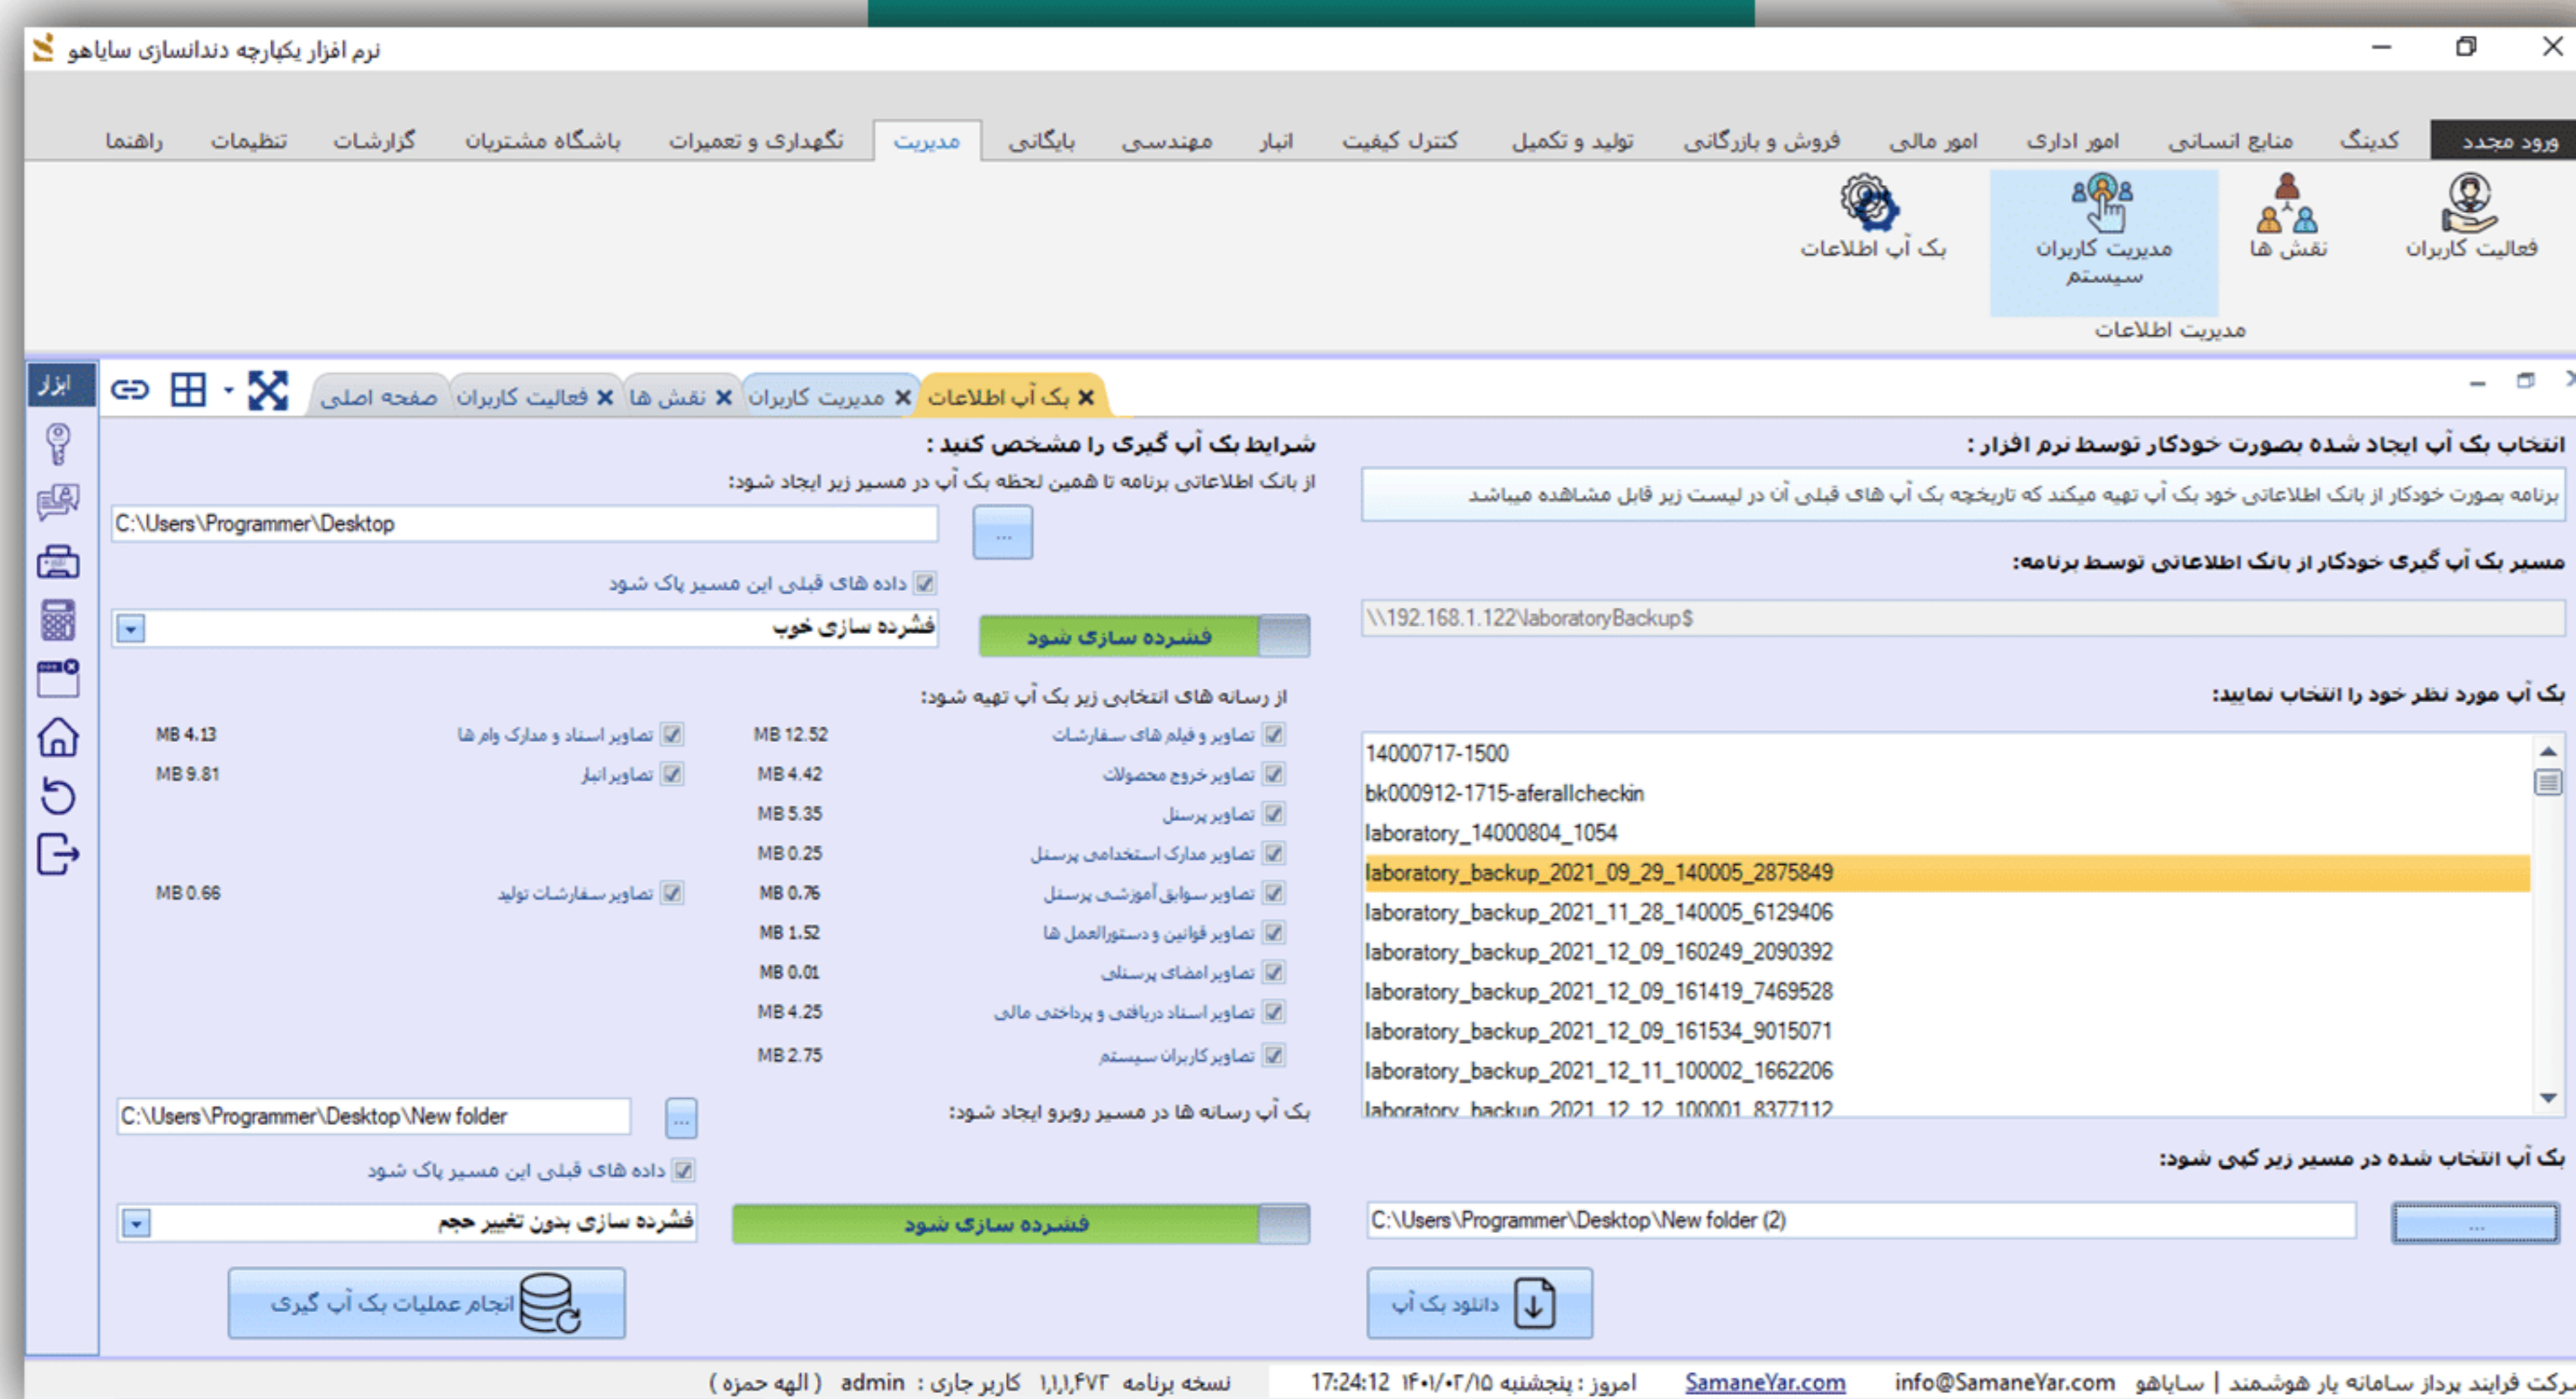 نرم افزار یکپارچه دندانسازی سایاهو
ورود مجدد کدینگ منابع انسانی امور اداری امور مالی فروش و بازرگانی تولید و تکمیل کنترل کیفیت انبار مهندسی بایگانی مدیریت نگهداری و تعمیرات باشگاه مشتریان گزارشات تنظیمات راهنما
فعالیت کاربران نقش ها مدیریت کاربران سیستم بک آپ اطلاعات
مدیریت اطلاعات
ابزار
بک آپ اطلاعات مدیریت کاربران نقش ها فعالیت کاربران صفحه اصلی
انتخاب بک آپ ایجاد شده بصورت خودکار توسط نرم افزار :
برنامه بصورت خودکار از بانک اطلاعاتی خود بک آپ تهیه میکند که تاریخچه بک آپ های قبلی آن در لیست زیر قابل مشاهده میباشد
مسیر بک آپ گیری خودکار از بانک اطلاعاتی توسط برنامه:
\\192.168.1.122\laboratoryBackup$
بک آپ مورد نظر خود را انتخاب نمایید:
14000717-1500
bk000912-1715-aferallcheckin
laboratory_14000804_1054
laboratory_backup_2021_09_29_140005_2875849
laboratory_backup_2021_11_28_140005_6129406
laboratory_backup_2021_12_09_160249_2090392
laboratory_backup_2021_12_09_161419_7469528
laboratory_backup_2021_12_09_161534_9015071
laboratory_backup_2021_12_11_100002_1662206
laboratory_backup_2021_12_12_100001_8377112
بک آپ انتخاب شده در مسیر زیر کپی شود:
... C:\Users\Programmer\Desktop\New folder (2)
دانلود بک آپ
شرایط بک آپ گیری را مشخص کنید :
از بانک اطلاعاتی برنامه تا همین لحظه بک آپ در مسیر زیر ایجاد شود:
... C:\Users\Programmer\Desktop
داده های قبلی این مسیر پاک شود
فشرده سازی شود فشرده سازی خوب
از رسانه های انتخابی زیر بک آپ تهیه شود:
تصاویر و فیلم های سفارشات MB 12.52 تصاویر اسناد و مدارک وام ها MB 4.13
تصاویر خروج محصولات MB 4.42 تصاویر انبار MB 9.81
تصاویر پرسنل MB 5.35
تصاویر مدارک استخدامی پرسنل MB 0.25
تصاویر سوابق آموزشی پرسنل MB 0.76 تصاویر سفارشات تولید MB 0.66
تصاویر قوانین و دستورالعمل ها MB 1.52
تصاویر امضای پرسنلی MB 0.01
تصاویر اسناد دریافتی و پرداختی مالی MB 4.25
تصاویر کاربران سیستم MB 2.75
بک آپ رسانه ها در مسیر روبرو ایجاد شود: ... C:\Users\Programmer\Desktop\New folder
داده های قبلی این مسیر پاک شود
فشرده سازی شود فشرده سازی بدون تغییر حجم
انجام عملیات بک آپ گیری
رکت فرایند پرداز سامانه یار هوشمند | سایاهو info@SamaneYar.com SamaneYar.com امروز : پنجشنبه ۱۴۰۱/۰۲/۱۵ 17:24:12 نسخه برنامه ۱,۱,۱,۴۷۲ کاربر جاری : admin ( الهه حمزه )